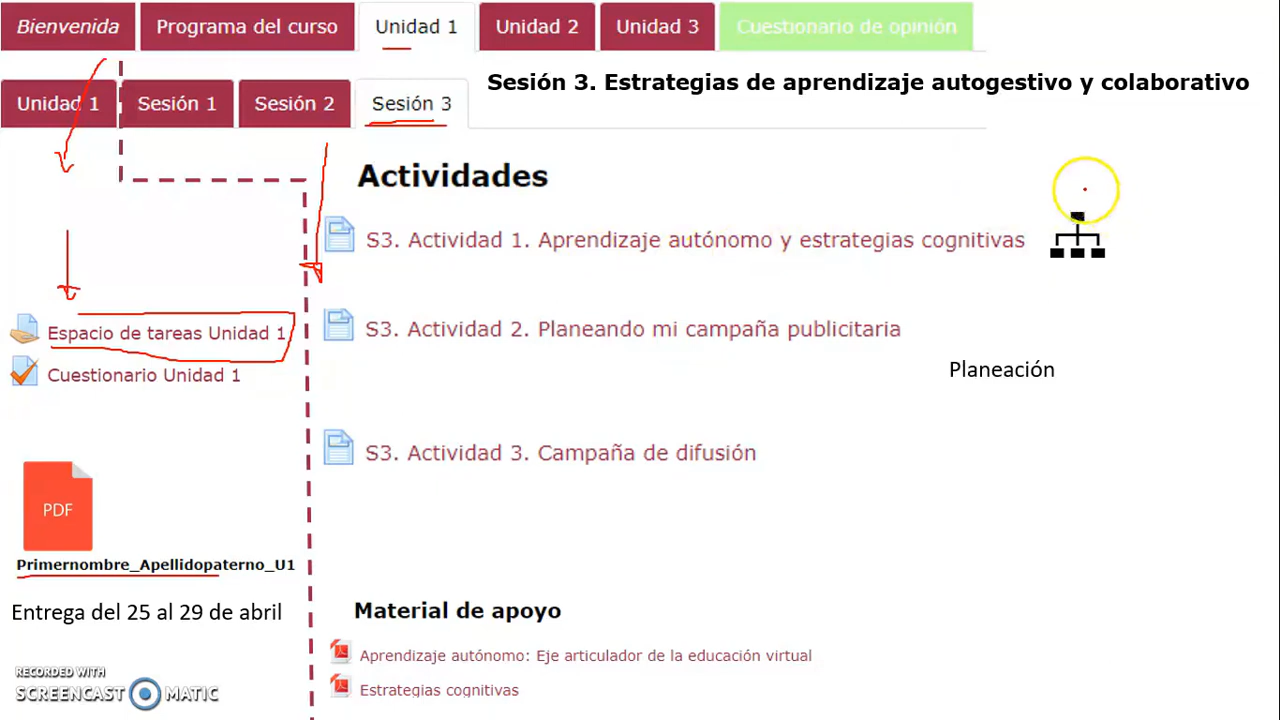 Bienvenida
Programa del curso
Unidad 1
Unidad 2
Unidad 3
Cuestionario de opinión
Unidad 1
Sesión 1
Sesión 2
Sesión 3
Sesión 3. Estrategias de aprendizaje autogestivo y colaborativo
Actividades
S3. Actividad 1. Aprendizaje autónomo y estrategias cognitivas
S3. Actividad 2. Planeando mi campaña publicitaria
Planeación
S3. Actividad 3. Campaña de difusión
Espacio de tareas Unidad 1
Cuestionario Unidad 1
PDF
Primernombre_Apellidopaterno_U1
Entrega del 25 al 29 de abril
Material de apoyo
Aprendizaje autónomo: Eje articulador de la educación virtual
Estrategias cognitivas
RECORDED WITH
SCREENCAST MATIC